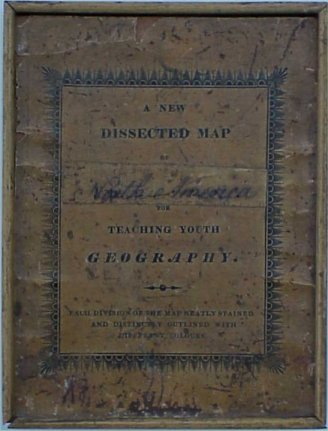 A NEW
DISSECTED MAP
OF
America
FOR
TEACHING YOUTH
GEOGRAPHY.
EACH DIVISION OF THE MAP NEATLY STAINED
AND DISTINCTLY OUTLINED WITH
DIFFERENT COLOURS.